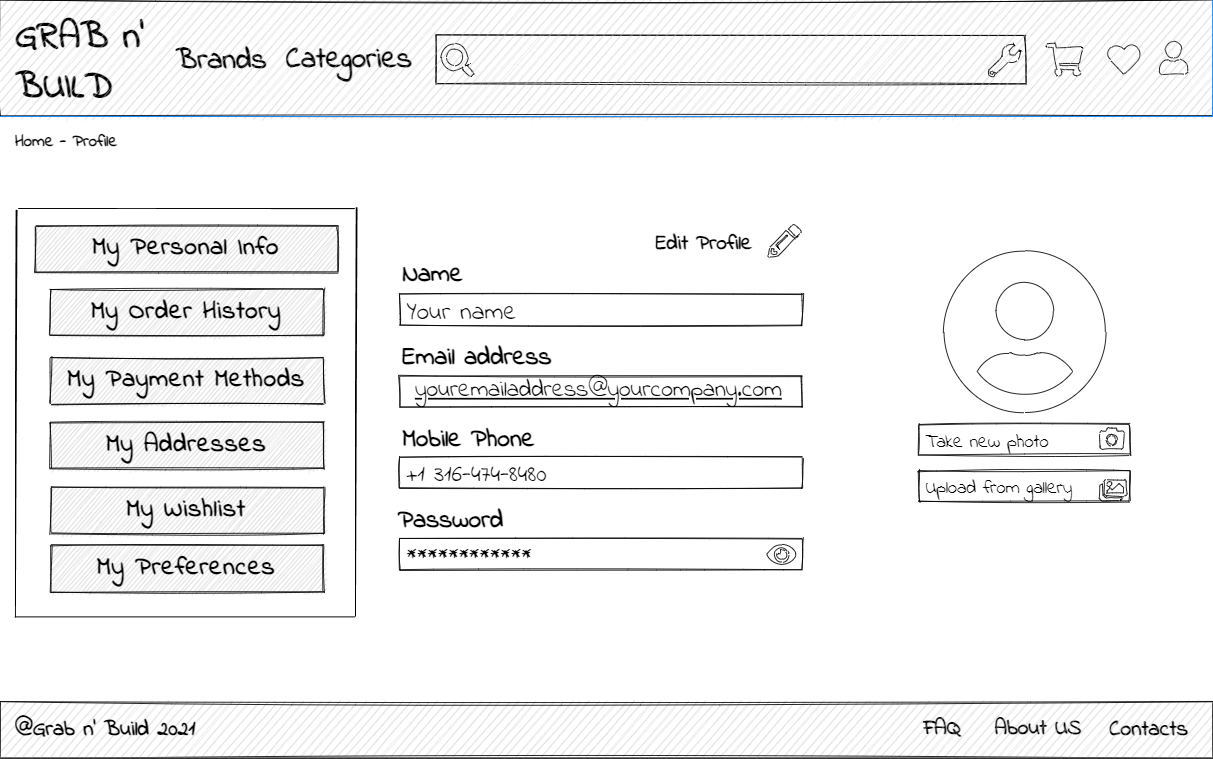 GRAB n'
BUILD
Brands Categories
Home - Profile
My Personal Info
My Order History
My Payment Methods
My Addresses
My Wishlist
My Preferences
Edit Profile
Name
Your name
Email address
youremailaddress@yourcompany.com
Mobile Phone
+1 316-474-8480
Password
************
Take new photo
Upload from gallery
@Grab n' Build 2021
FAQ About US Contacts